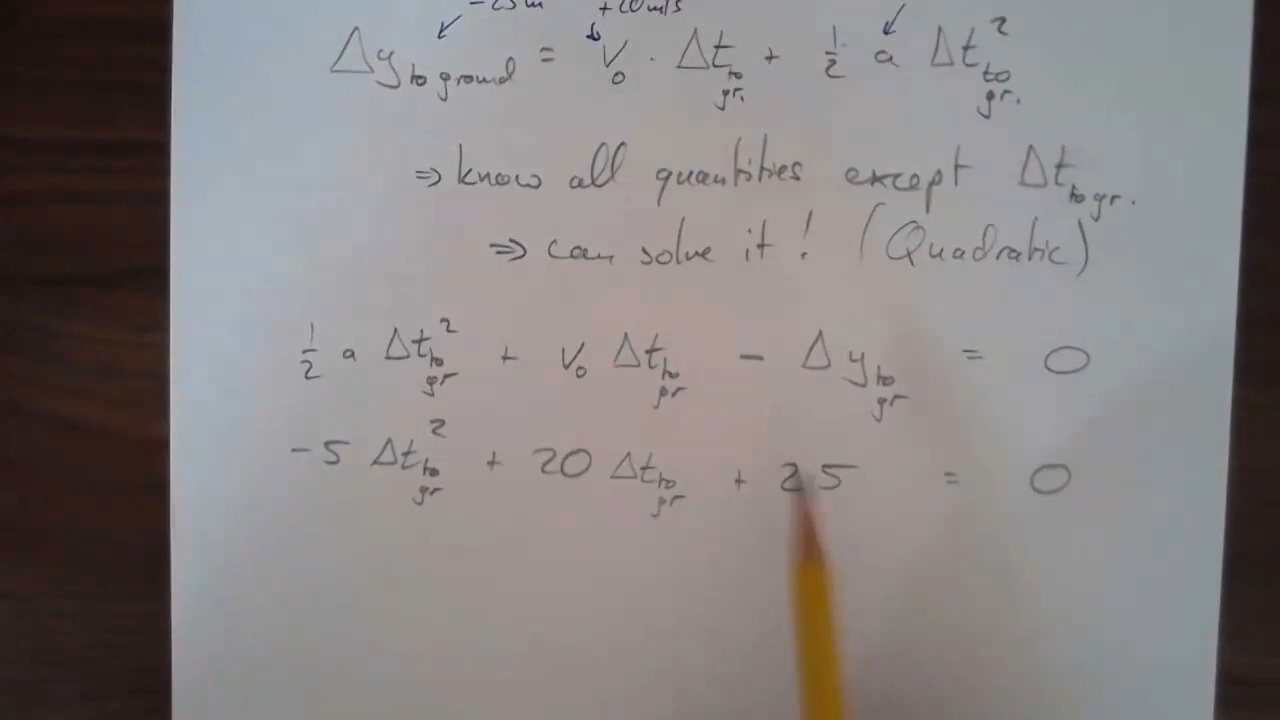 -25m +20m/s
Δy to ground = V₀ · Δt to gr. + ½ a Δt² to gr.
⇒ know all quantities except Δt to gr.
⇒ can solve it! (Quadratic)
½ a Δt² to gr + V₀ Δt to gr - Δy to gr = 0
-5 Δt² to gr + 20 Δt to gr + 25 = 0